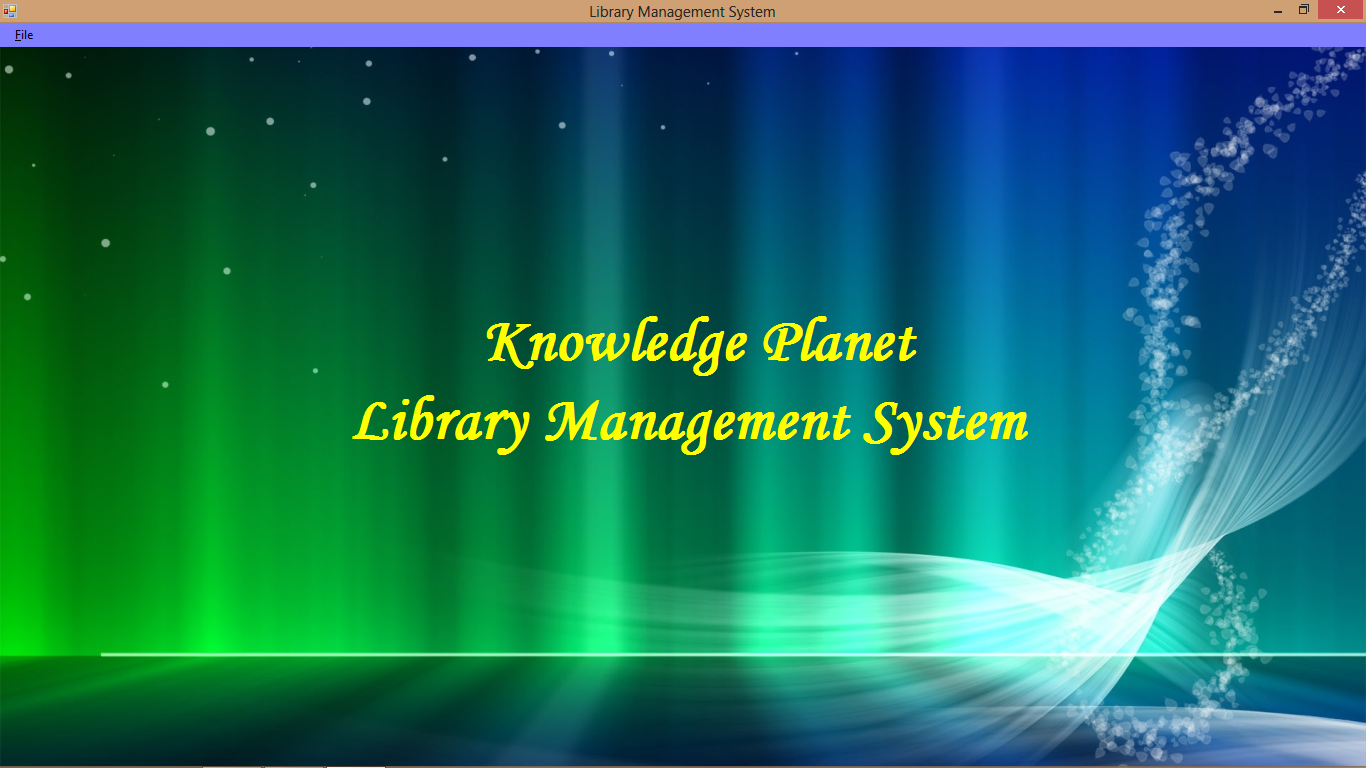 Library Management System
File
Knowledge Planet
Library Management System